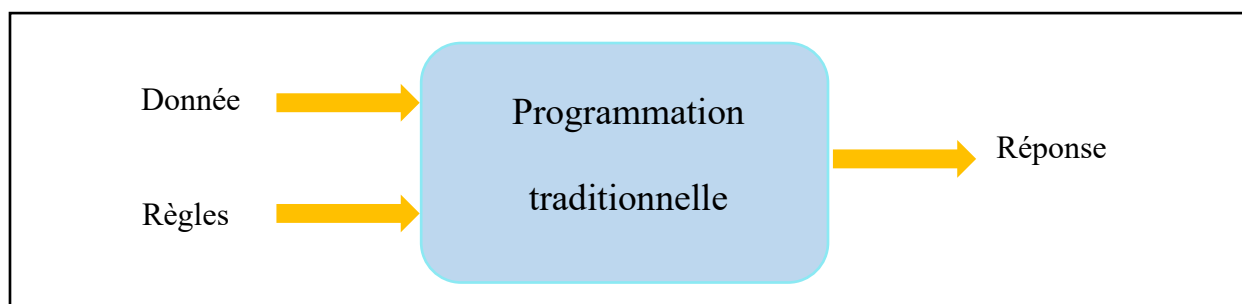 Donnée
Règles
Programmation
traditionnelle
Réponse